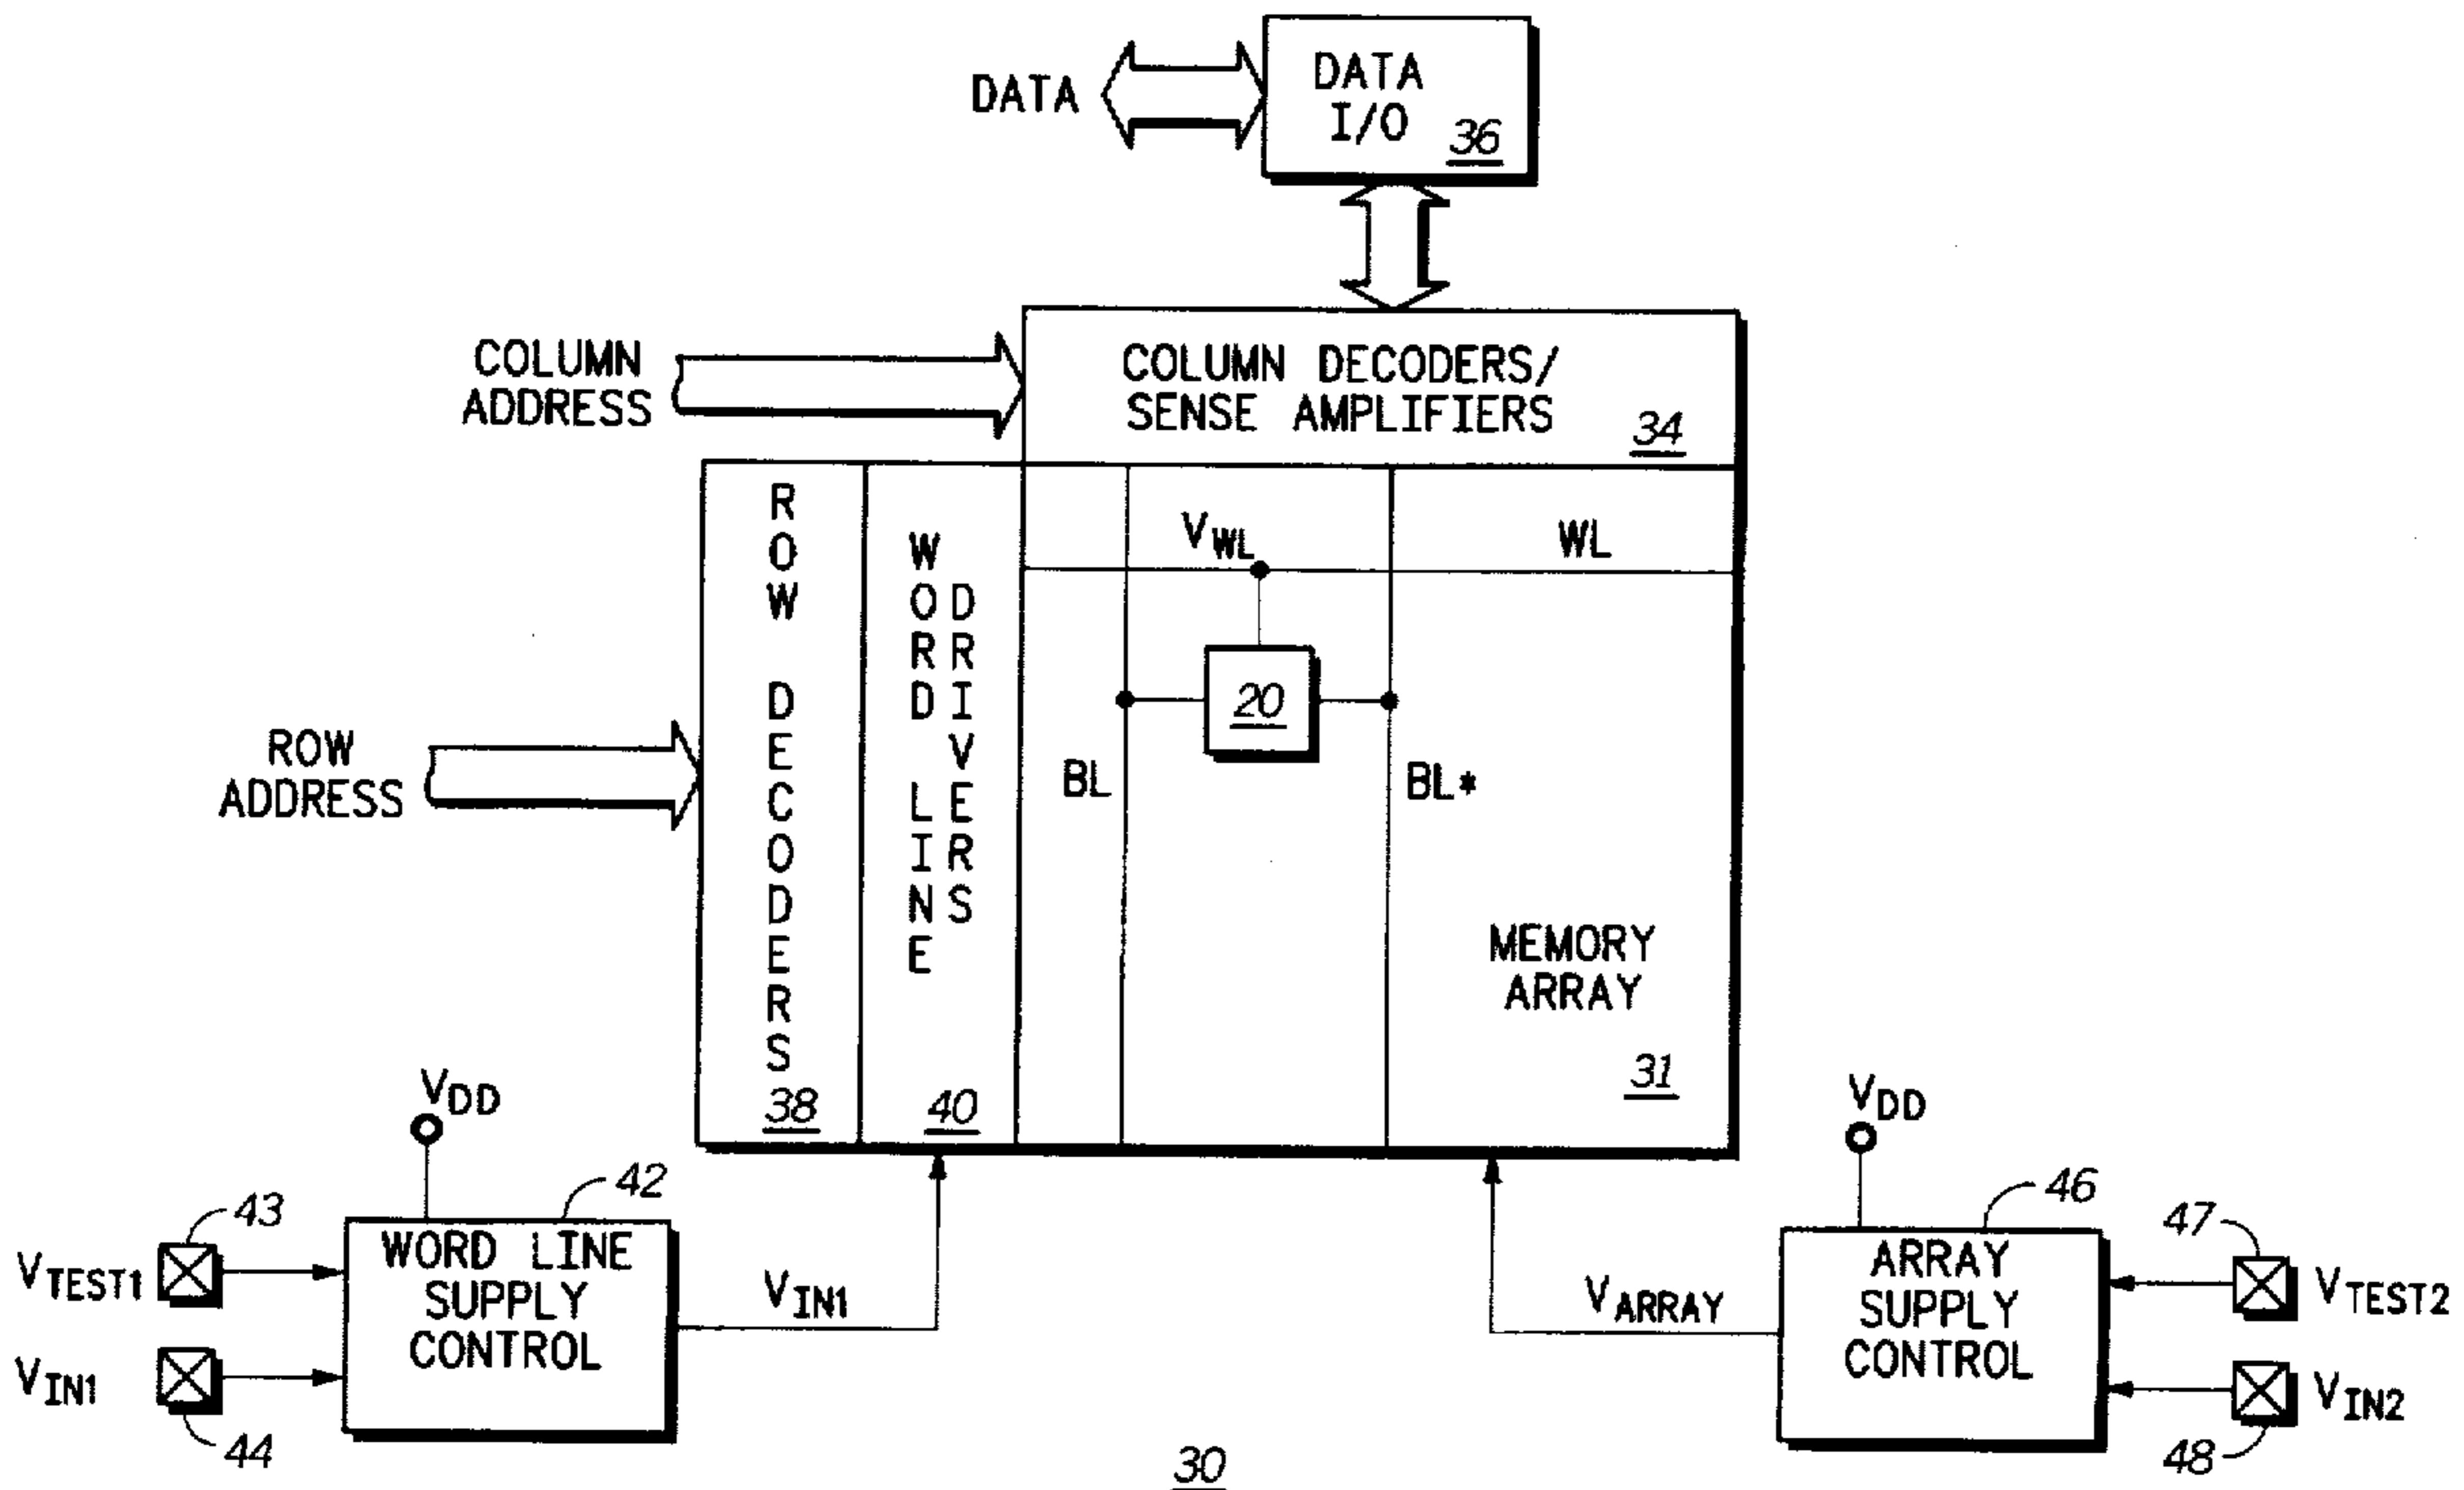 DATA
DATA
I/O
36
COLUMN
ADDRESS
COLUMN DECODERS/
SENSE AMPLIFIERS
34
ROW DECODERS
38
WORD LINE
DRIVERS
40
VWL
WL
20
BL
BL*
ROW
ADDRESS
MEMORY
ARRAY
31
VDD
42
43
VTEST1
WORD LINE
SUPPLY
CONTROL
VIN1
VIN1
44
VDD
46
47
ARRAY
SUPPLY
CONTROL
VARRAY
VTEST2
VIN2
48
30